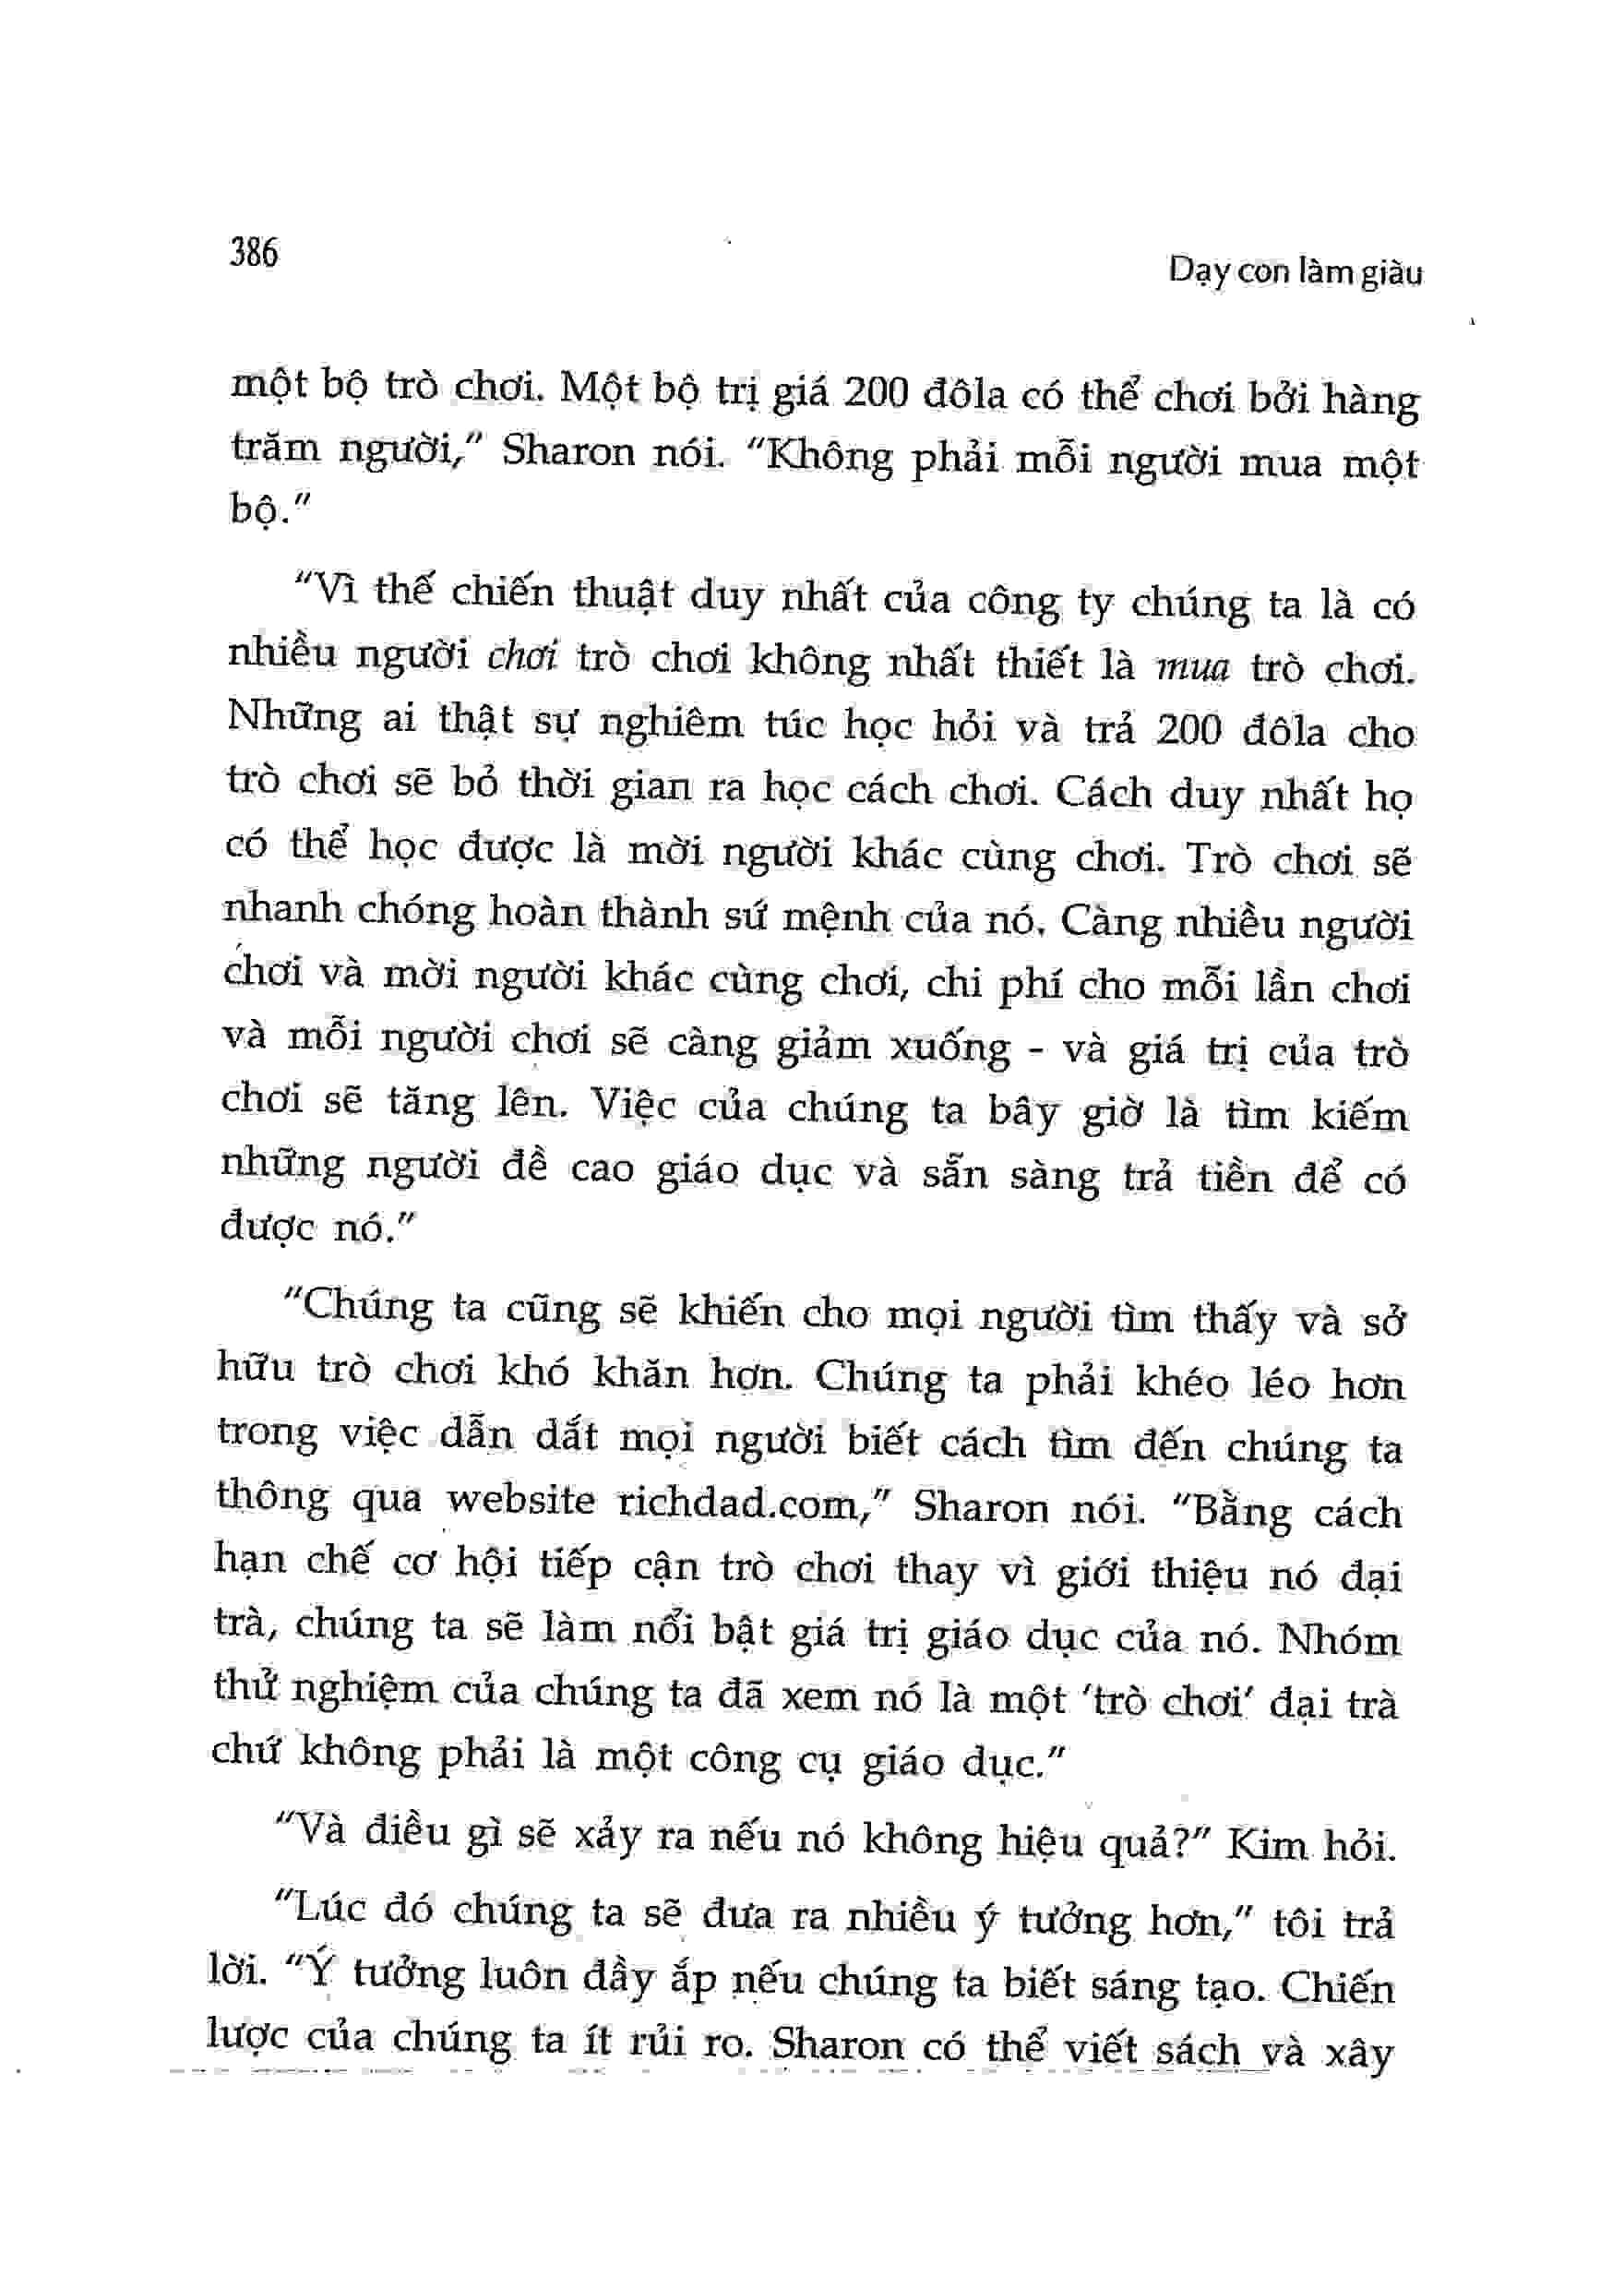 386
Dạy con làm giàu
một bộ trò chơi. Một bộ trị giá 200 đôla có thể chơi bởi hàng
trăm người,” Sharon nói. “Không phải mỗi người mua một
bộ.”
“Vì thế chiến thuật duy nhất của công ty chúng ta là có
nhiều người chơi trò chơi không nhất thiết là mua trò chơi.
Những ai thật sự nghiêm túc học hỏi và trả 200 đôla cho
trò chơi sẽ bỏ thời gian ra học cách chơi. Cách duy nhất họ
có thể học được là mời người khác cùng chơi. Trò chơi sẽ
nhanh chóng hoàn thành sứ mệnh của nó. Càng nhiều người
chơi và mời người khác cùng chơi, chi phí cho mỗi lần chơi
và mỗi người chơi sẽ càng giảm xuống - và giá trị của trò
chơi sẽ tăng lên. Việc của chúng ta bây giờ là tìm kiếm
những người đề cao giáo dục và sẵn sàng trả tiền để có
được nó.”
“Chúng ta cũng sẽ khiến cho mọi người tìm thấy và sở
hữu trò chơi khó khăn hơn. Chúng ta phải khéo léo hơn
trong việc dẫn dắt mọi người biết cách tìm đến chúng ta
thông qua website richdad.com,” Sharon nói. “Bằng cách
hạn chế cơ hội tiếp cận trò chơi thay vì giới thiệu nó đại
trà, chúng ta sẽ làm nổi bật giá trị giáo dục của nó. Nhóm
thử nghiệm của chúng ta đã xem nó là một ‘trò chơi’ đại trà
chứ không phải là một công cụ giáo dục.”
“Và điều gì sẽ xảy ra nếu nó không hiệu quả?” Kim hỏi.
“Lúc đó chúng ta sẽ đưa ra nhiều ý tưởng hơn,” tôi trả
lời. “Ý tưởng luôn đầy ắp nếu chúng ta biết sáng tạo. Chiến
lược của chúng ta ít rủi ro. Sharon có thể viết sách và xây